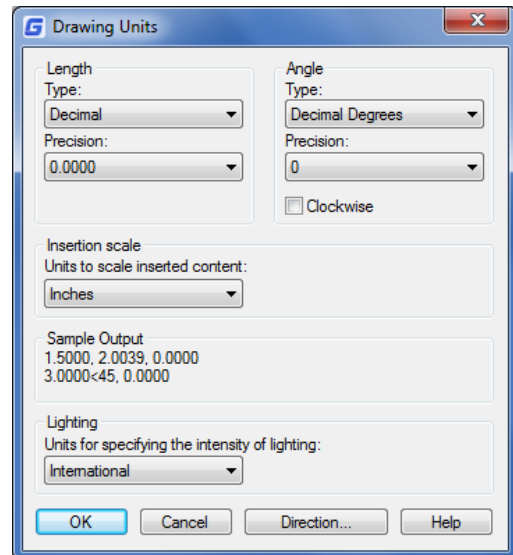 Drawing Units
Length
Type:
Decimal
Precision:
0.0000
Angle
Type:
Decimal Degrees
Precision:
0
Clockwise
Insertion scale
Units to scale inserted content:
Inches
Sample Output
1.5000, 2.0039, 0.0000
3.0000<45, 0.0000
Lighting
Units for specifying the intensity of lighting:
International
OK Cancel Direction... Help